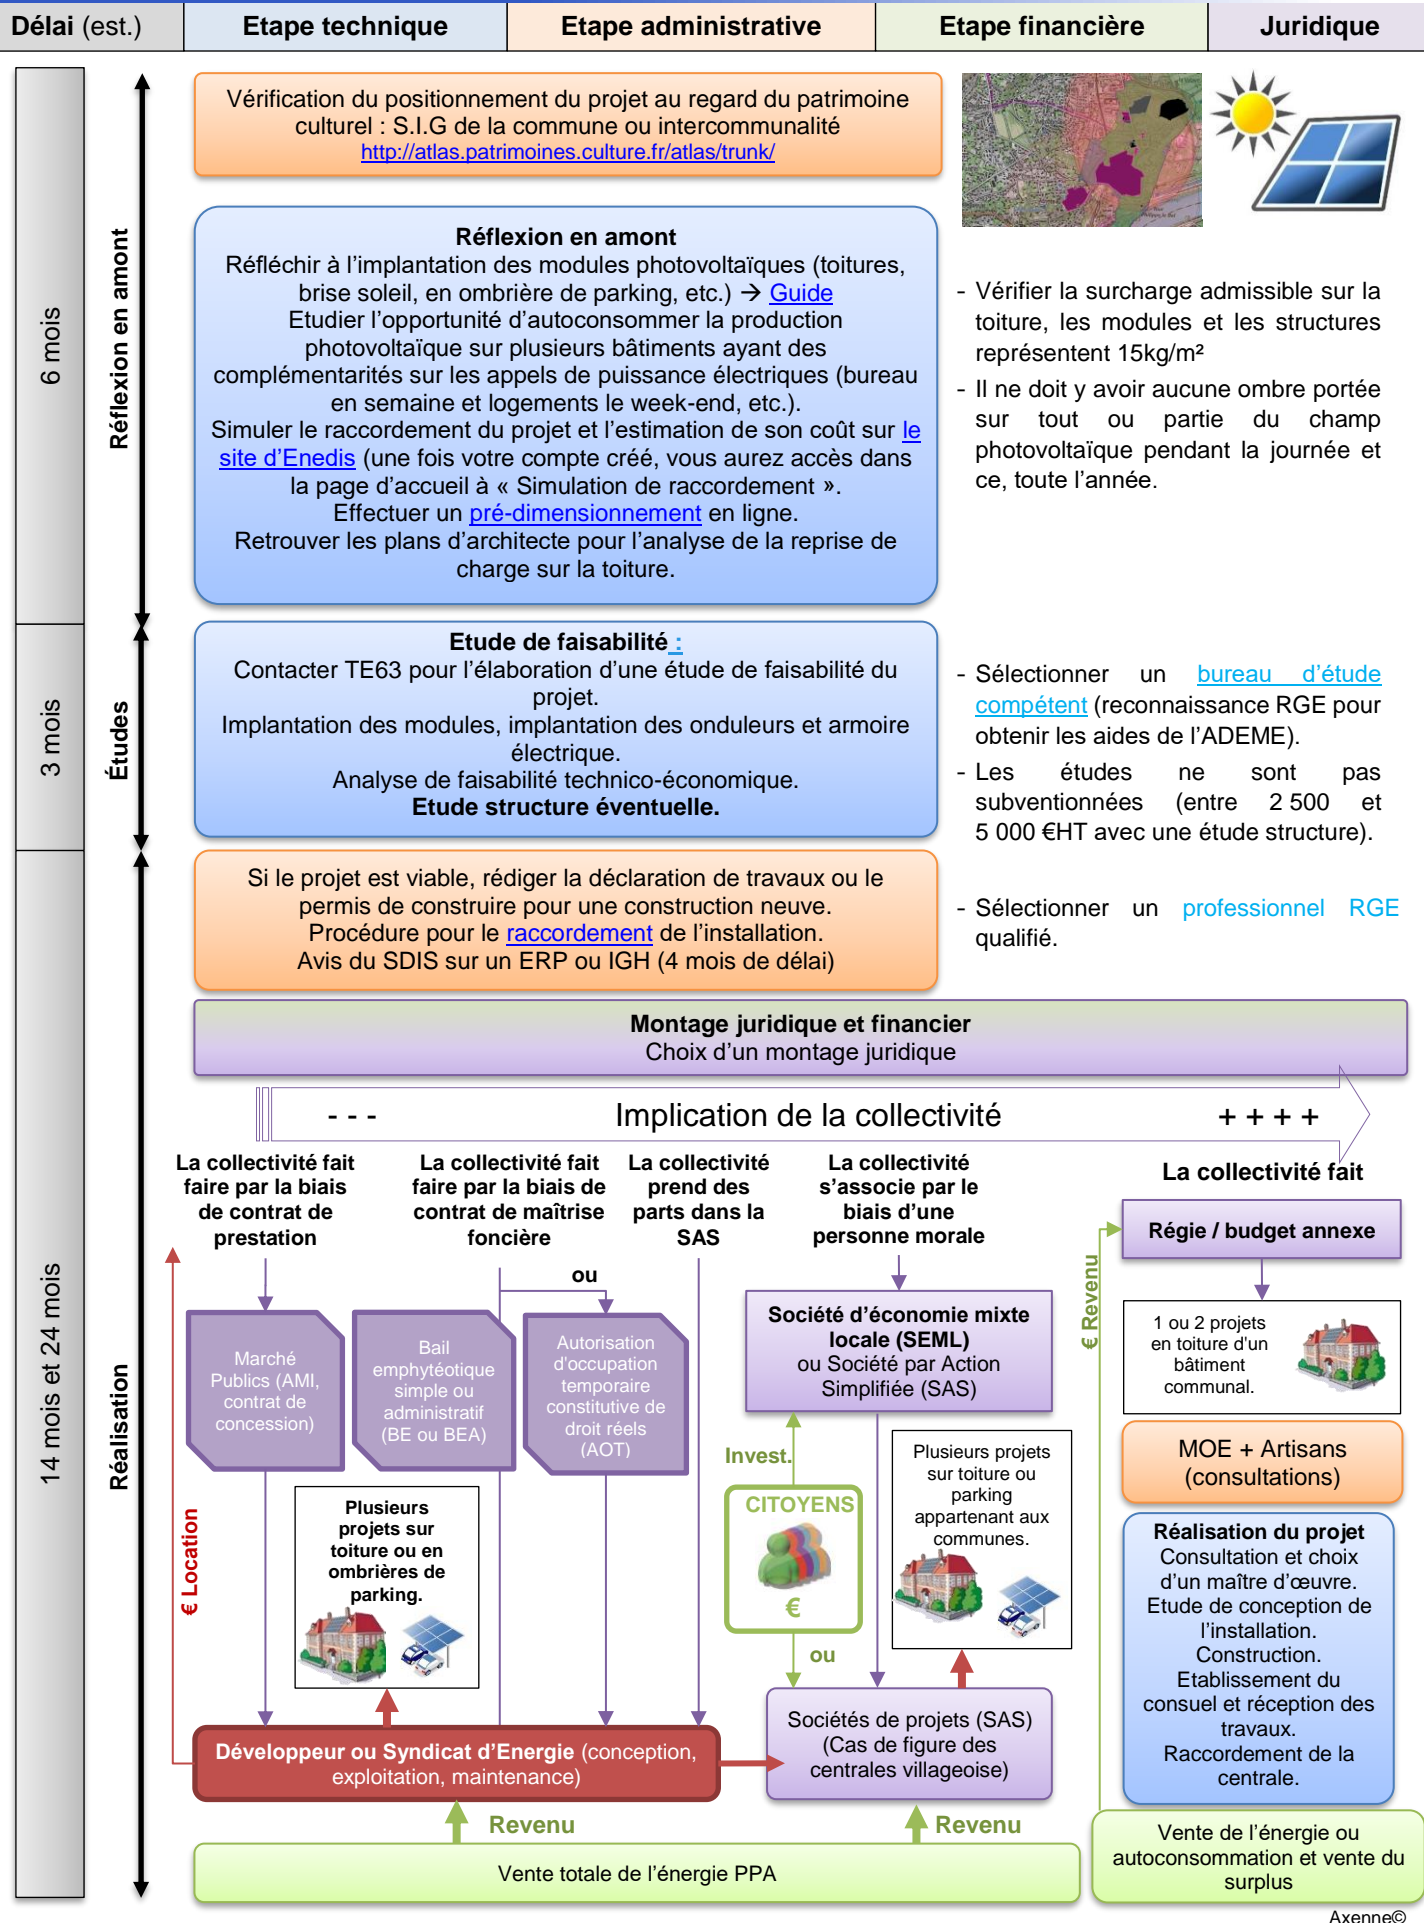 Délai (est.)
Etape technique
Etape administrative
Etape financière
Juridique
6 mois
Réflexion en amont
Vérification du positionnement du projet au regard du patrimoine
culturel : S.I.G de la commune ou intercommunalité
http://atlas.patrimoines.culture.fr/atlas/trunk/
Réflexion en amont
Réfléchir à l’implantation des modules photovoltaïques (toitures,
brise soleil, en ombrière de parking, etc.) → Guide
Etudier l’opportunité d’autoconsommer la production
photovoltaïque sur plusieurs bâtiments ayant des
complémentarités sur les appels de puissance électriques (bureau
en semaine et logements le week-end, etc.).
Simuler le raccordement du projet et l’estimation de son coût sur le
site d’Enedis (une fois votre compte créé, vous aurez accès dans
la page d’accueil à « Simulation de raccordement ».
Effectuer un pré-dimensionnement en ligne.
Retrouver les plans d’architecte pour l’analyse de la reprise de
charge sur la toiture.
- Vérifier la surcharge admissible sur la
toiture, les modules et les structures
représentent 15kg/m²
- Il ne doit y avoir aucune ombre portée
sur tout ou partie du champ
photovoltaïque pendant la journée et
ce, toute l’année.
3 mois
Études
Etude de faisabilité :
Contacter TE63 pour l’élaboration d’une étude de faisabilité du
projet.
Implantation des modules, implantation des onduleurs et armoire
électrique.
Analyse de faisabilité technico-économique.
Etude structure éventuelle.
- Sélectionner un bureau d’étude
compétent (reconnaissance RGE pour
obtenir les aides de l’ADEME).
- Les études ne sont pas
subventionnées (entre 2 500 et
5 000 €HT avec une étude structure).
14 mois et 24 mois
Réalisation
Si le projet est viable, rédiger la déclaration de travaux ou le
permis de construire pour une construction neuve.
Procédure pour le raccordement de l’installation.
Avis du SDIS sur un ERP ou IGH (4 mois de délai)
- Sélectionner un professionnel RGE
qualifié.
Montage juridique et financier
Choix d’un montage juridique
- - -
Implication de la collectivité
+ + + +
La collectivité fait
faire par la biais
de contrat de
prestation
La collectivité fait
faire par la biais de
contrat de maîtrise
foncière
La collectivité
prend des
parts dans la
SAS
La collectivité
s’associe par le
biais d’une
personne morale
La collectivité fait
ou
Marché
Publics (AMI,
contrat de
concession)
Bail
emphytéotique
simple ou
administratif
(BE ou BEA)
Autorisation
d'occupation
temporaire
constitutive de
droit réels
(AOT)
Société d’économie mixte
locale (SEML)
ou Société par Action
Simplifiée (SAS)
€ Revenu
Régie / budget annexe
1 ou 2 projets
en toiture d'un
bâtiment
communal.
MOE + Artisans
(consultations)
Réalisation du projet
Consultation et choix
d’un maître d’œuvre.
Etude de conception de
l’installation.
Construction.
Etablissement du
consuel et réception des
travaux.
Raccordement de la
centrale.
€ Location
Plusieurs
projets sur
toiture ou en
ombrières de
parking.
Invest.
CITOYENS
€
ou
Plusieurs projets
sur toiture ou
parking
appartenant aux
communes.
Développeur ou Syndicat d’Energie (conception,
exploitation, maintenance)
Sociétés de projets (SAS)
(Cas de figure des
centrales villageoise)
Revenu
Revenu
Vente totale de l’énergie PPA
Vente de l’énergie ou
autoconsommation et vente du
surplus
Axenne©